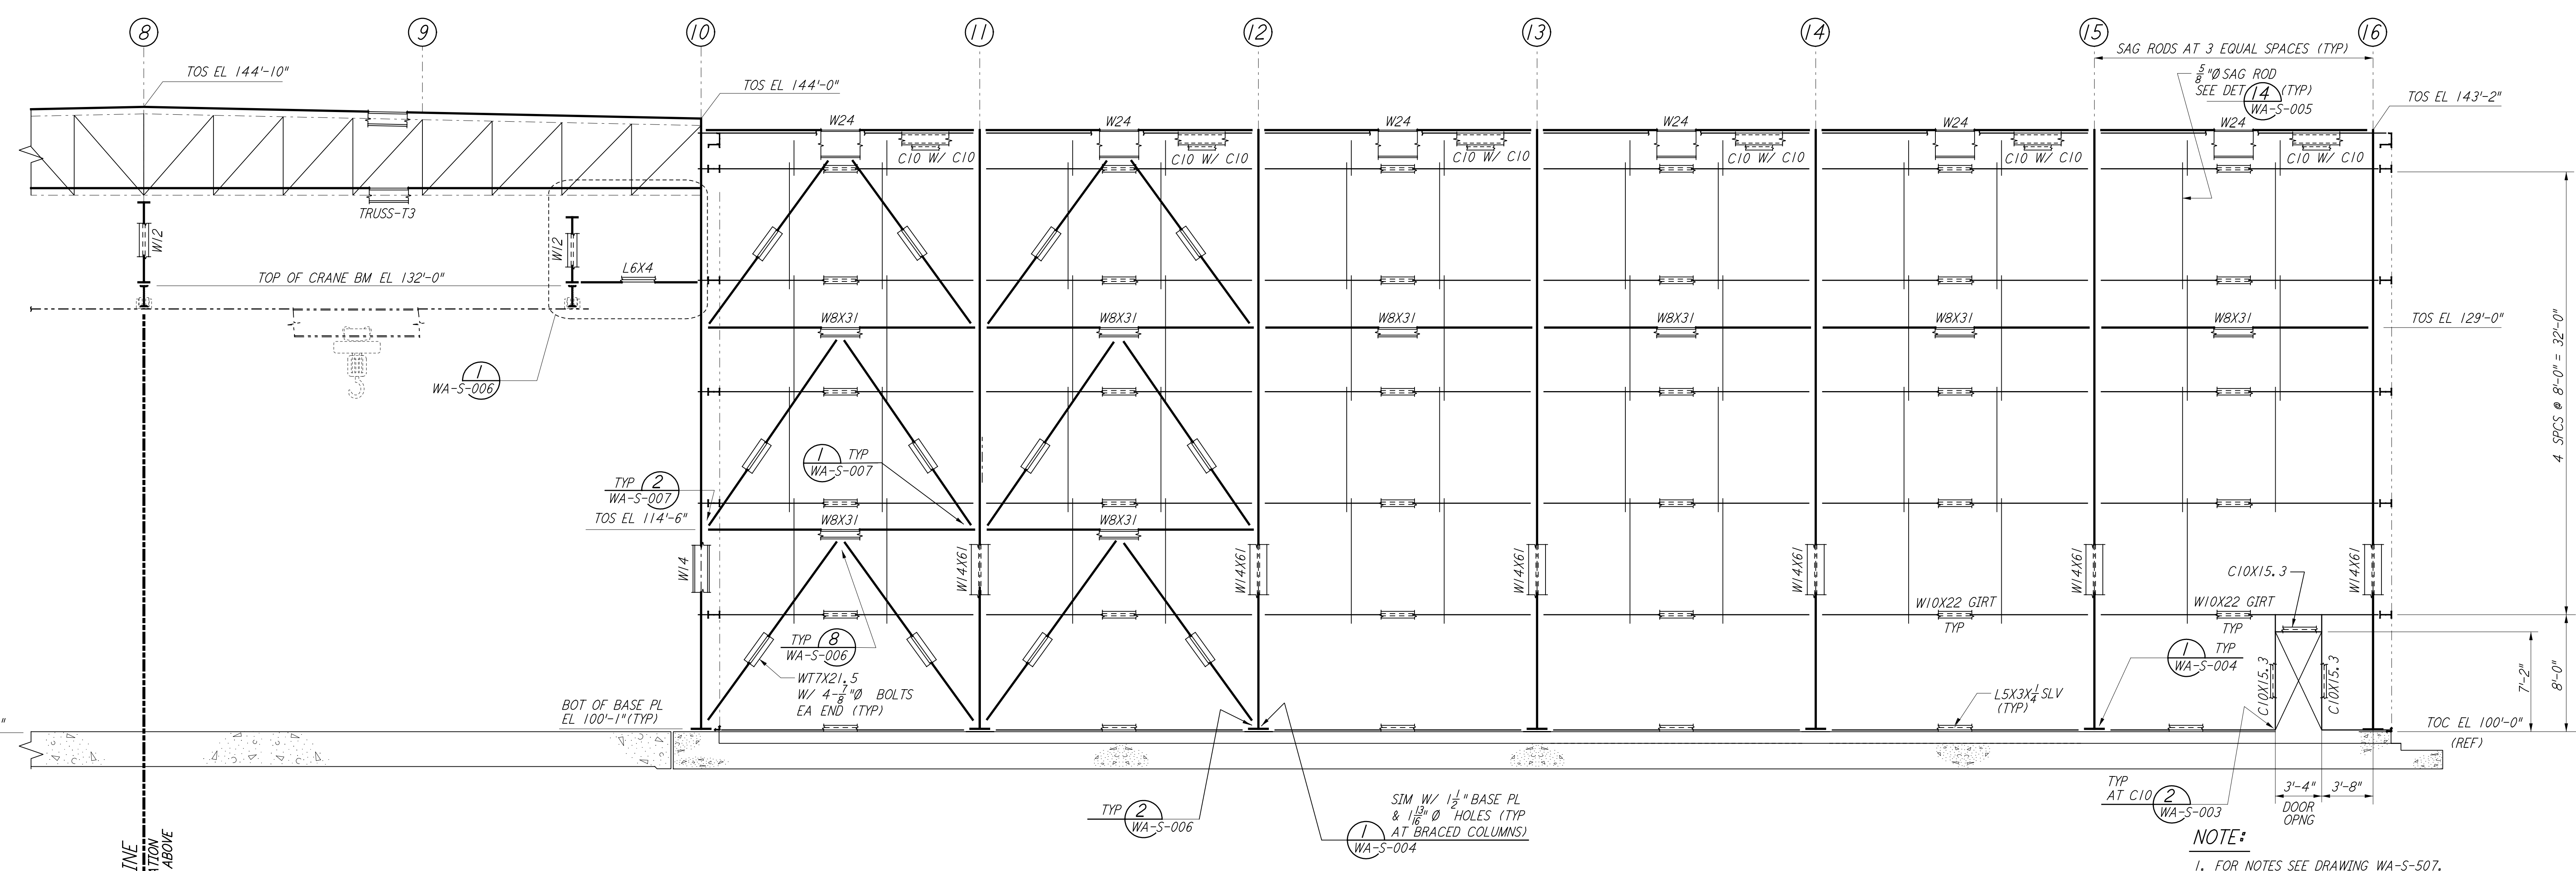 8
9
10
11
12
13
14
15
16
TOS EL 144'-10"
TOS EL 144'-0"
SAG RODS AT 3 EQUAL SPACES (TYP)
5/8"Ø SAG ROD
SEE DET 14 (TYP)
WA-S-005
TOS EL 143'-2"
W24
W24
W24
W24
W24
W24
C10 W/ C10
C10 W/ C10
C10 W/ C10
C10 W/ C10
C10 W/ C10
C10 W/ C10
TRUSS-T3
W12
W12
L6X4
TOP OF CRANE BM EL 132'-0"
W8X31
W8X31
W8X31
W8X31
W8X31
W8X31
TOS EL 129'-0"
4 SPCS @ 8'-0" = 32'-0"
1
WA-S-006
1 TYP
WA-S-007
TYP 2
WA-S-007
TOS EL 114'-6"
W8X31
W8X31
W14
W14X61
W14X61
W14X61
W14X61
W14X61
W14X61
C10X15.3
W10X22 GIRT
TYP
W10X22 GIRT
TYP
TYP 8
WA-S-006
WT7X21.5
W/ 4-7/8"Ø BOLTS
EA END (TYP)
1 TYP
WA-S-004
C10X15.3
C10X15.3
7'-2"
8'-0"
BOT OF BASE PL
EL 100'-1" (TYP)
L5X3X1/4 SLV
(TYP)
TOC EL 100'-0"
(REF)
"
TYP 2
WA-S-006
SIM W/ 1 1/2" BASE PL
& 1 13/16" Ø HOLES (TYP
AT BRACED COLUMNS)
1
WA-S-004
TYP
AT C10 2
WA-S-003
3'-4"
3'-8"
DOOR
OPNG
INE
ATION
ABOVE
NOTE:
1. FOR NOTES SEE DRAWING WA-S-507.